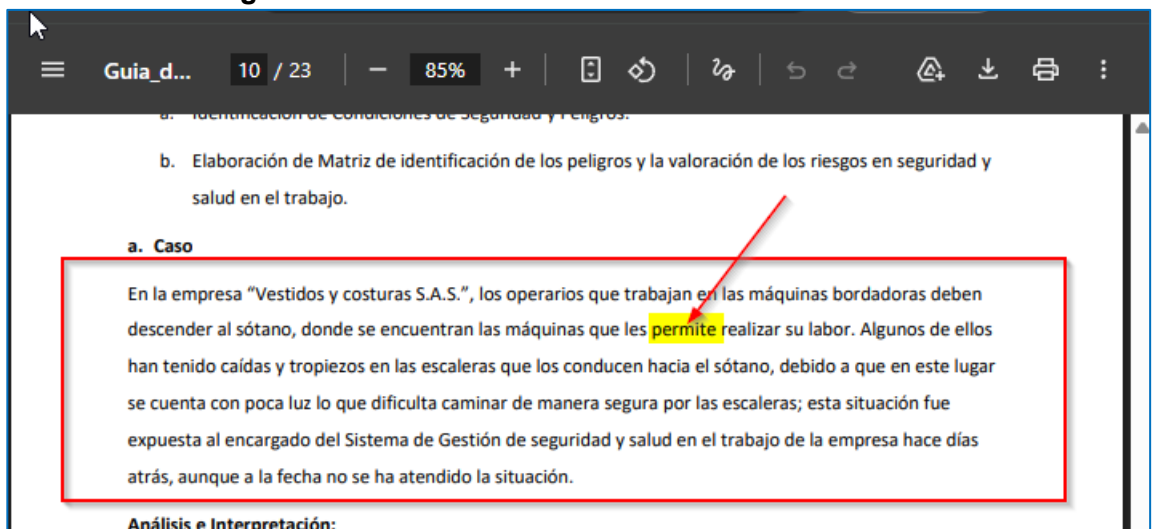 Guia_d... 10 / 23 85%
a. Identificación de Condiciones de Seguridad y Peligros.
b. Elaboración de Matriz de identificación de los peligros y la valoración de los riesgos en seguridad y
salud en el trabajo.
a. Caso
En la empresa “Vestidos y costuras S.A.S.”, los operarios que trabajan en las máquinas bordadoras deben
descender al sótano, donde se encuentran las máquinas que les permite realizar su labor. Algunos de ellos
han tenido caídas y tropiezos en las escaleras que los conducen hacia el sótano, debido a que en este lugar
se cuenta con poca luz lo que dificulta caminar de manera segura por las escaleras; esta situación fue
expuesta al encargado del Sistema de Gestión de seguridad y salud en el trabajo de la empresa hace días
atrás, aunque a la fecha no se ha atendido la situación.
Análisis e Interpretación: